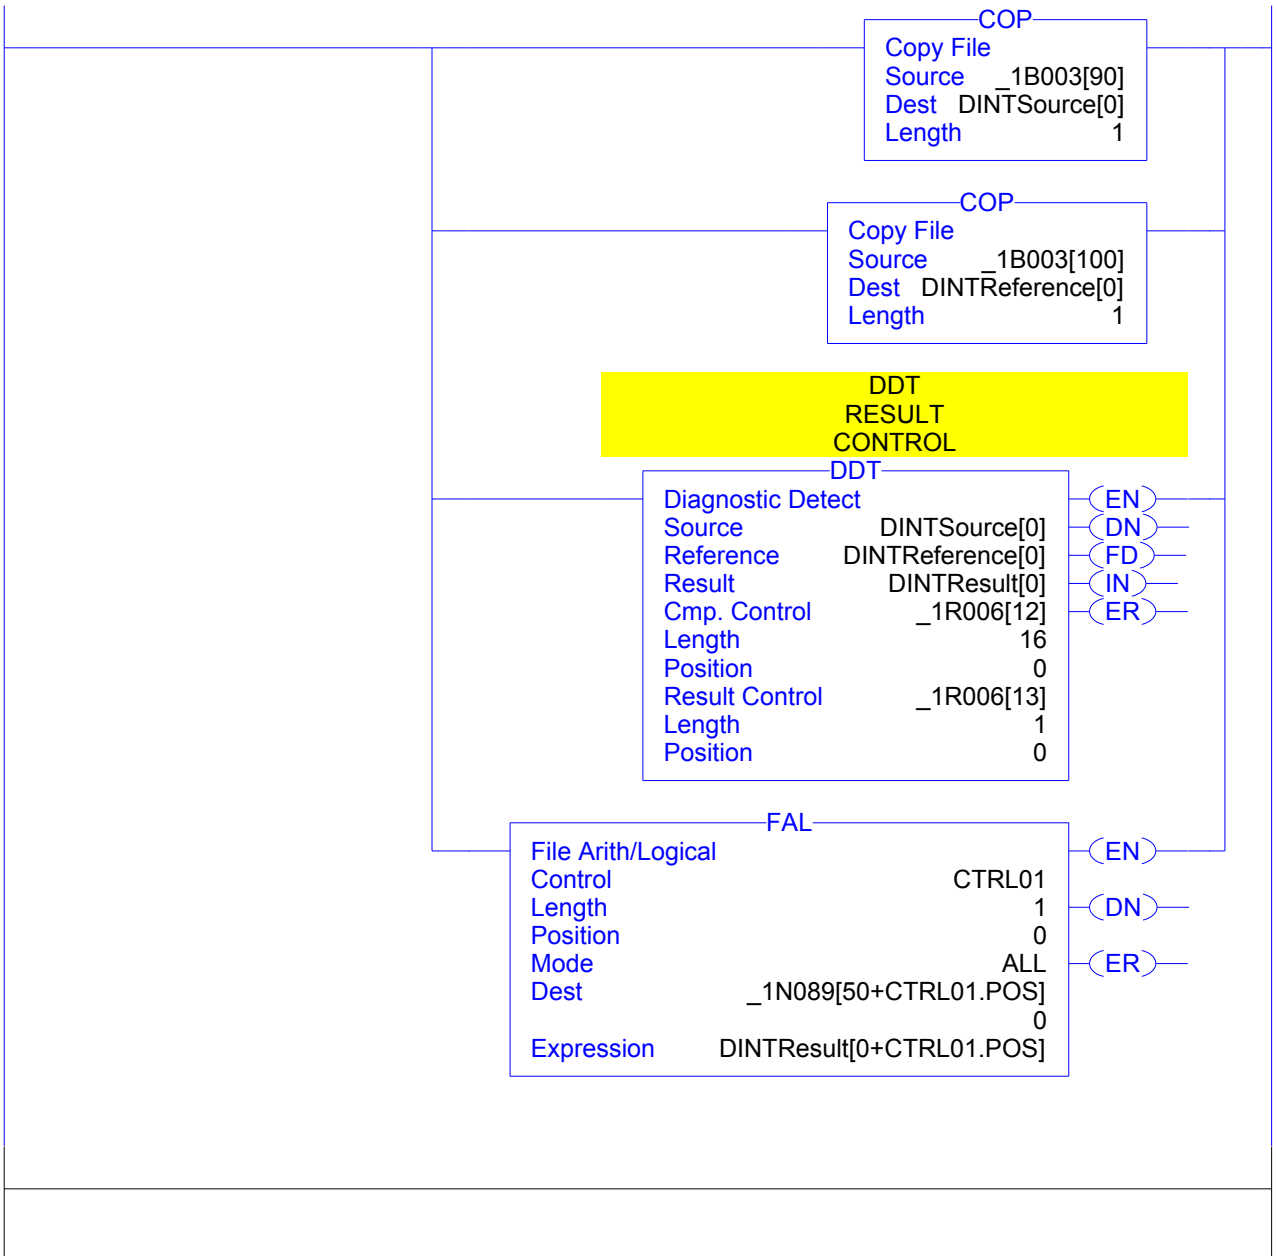 COP
Copy File
Source _1B003[90]
Dest DINTSource[0]
Length 1
COP
Copy File
Source _1B003[100]
Dest DINTReference[0]
Length 1
DDT
RESULT
CONTROL
DDT
Diagnostic Detect EN
Source DINTSource[0] DN
Reference DINTReference[0] FD
Result DINTResult[0] IN
Cmp. Control _1R006[12] ER
Length 16
Position 0
Result Control _1R006[13]
Length 1
Position 0
FAL
File Arith/Logical EN
Control CTRL01
Length 1 DN
Position 0
Mode ALL ER
Dest _1N089[50+CTRL01.POS]
0
Expression DINTResult[0+CTRL01.POS]